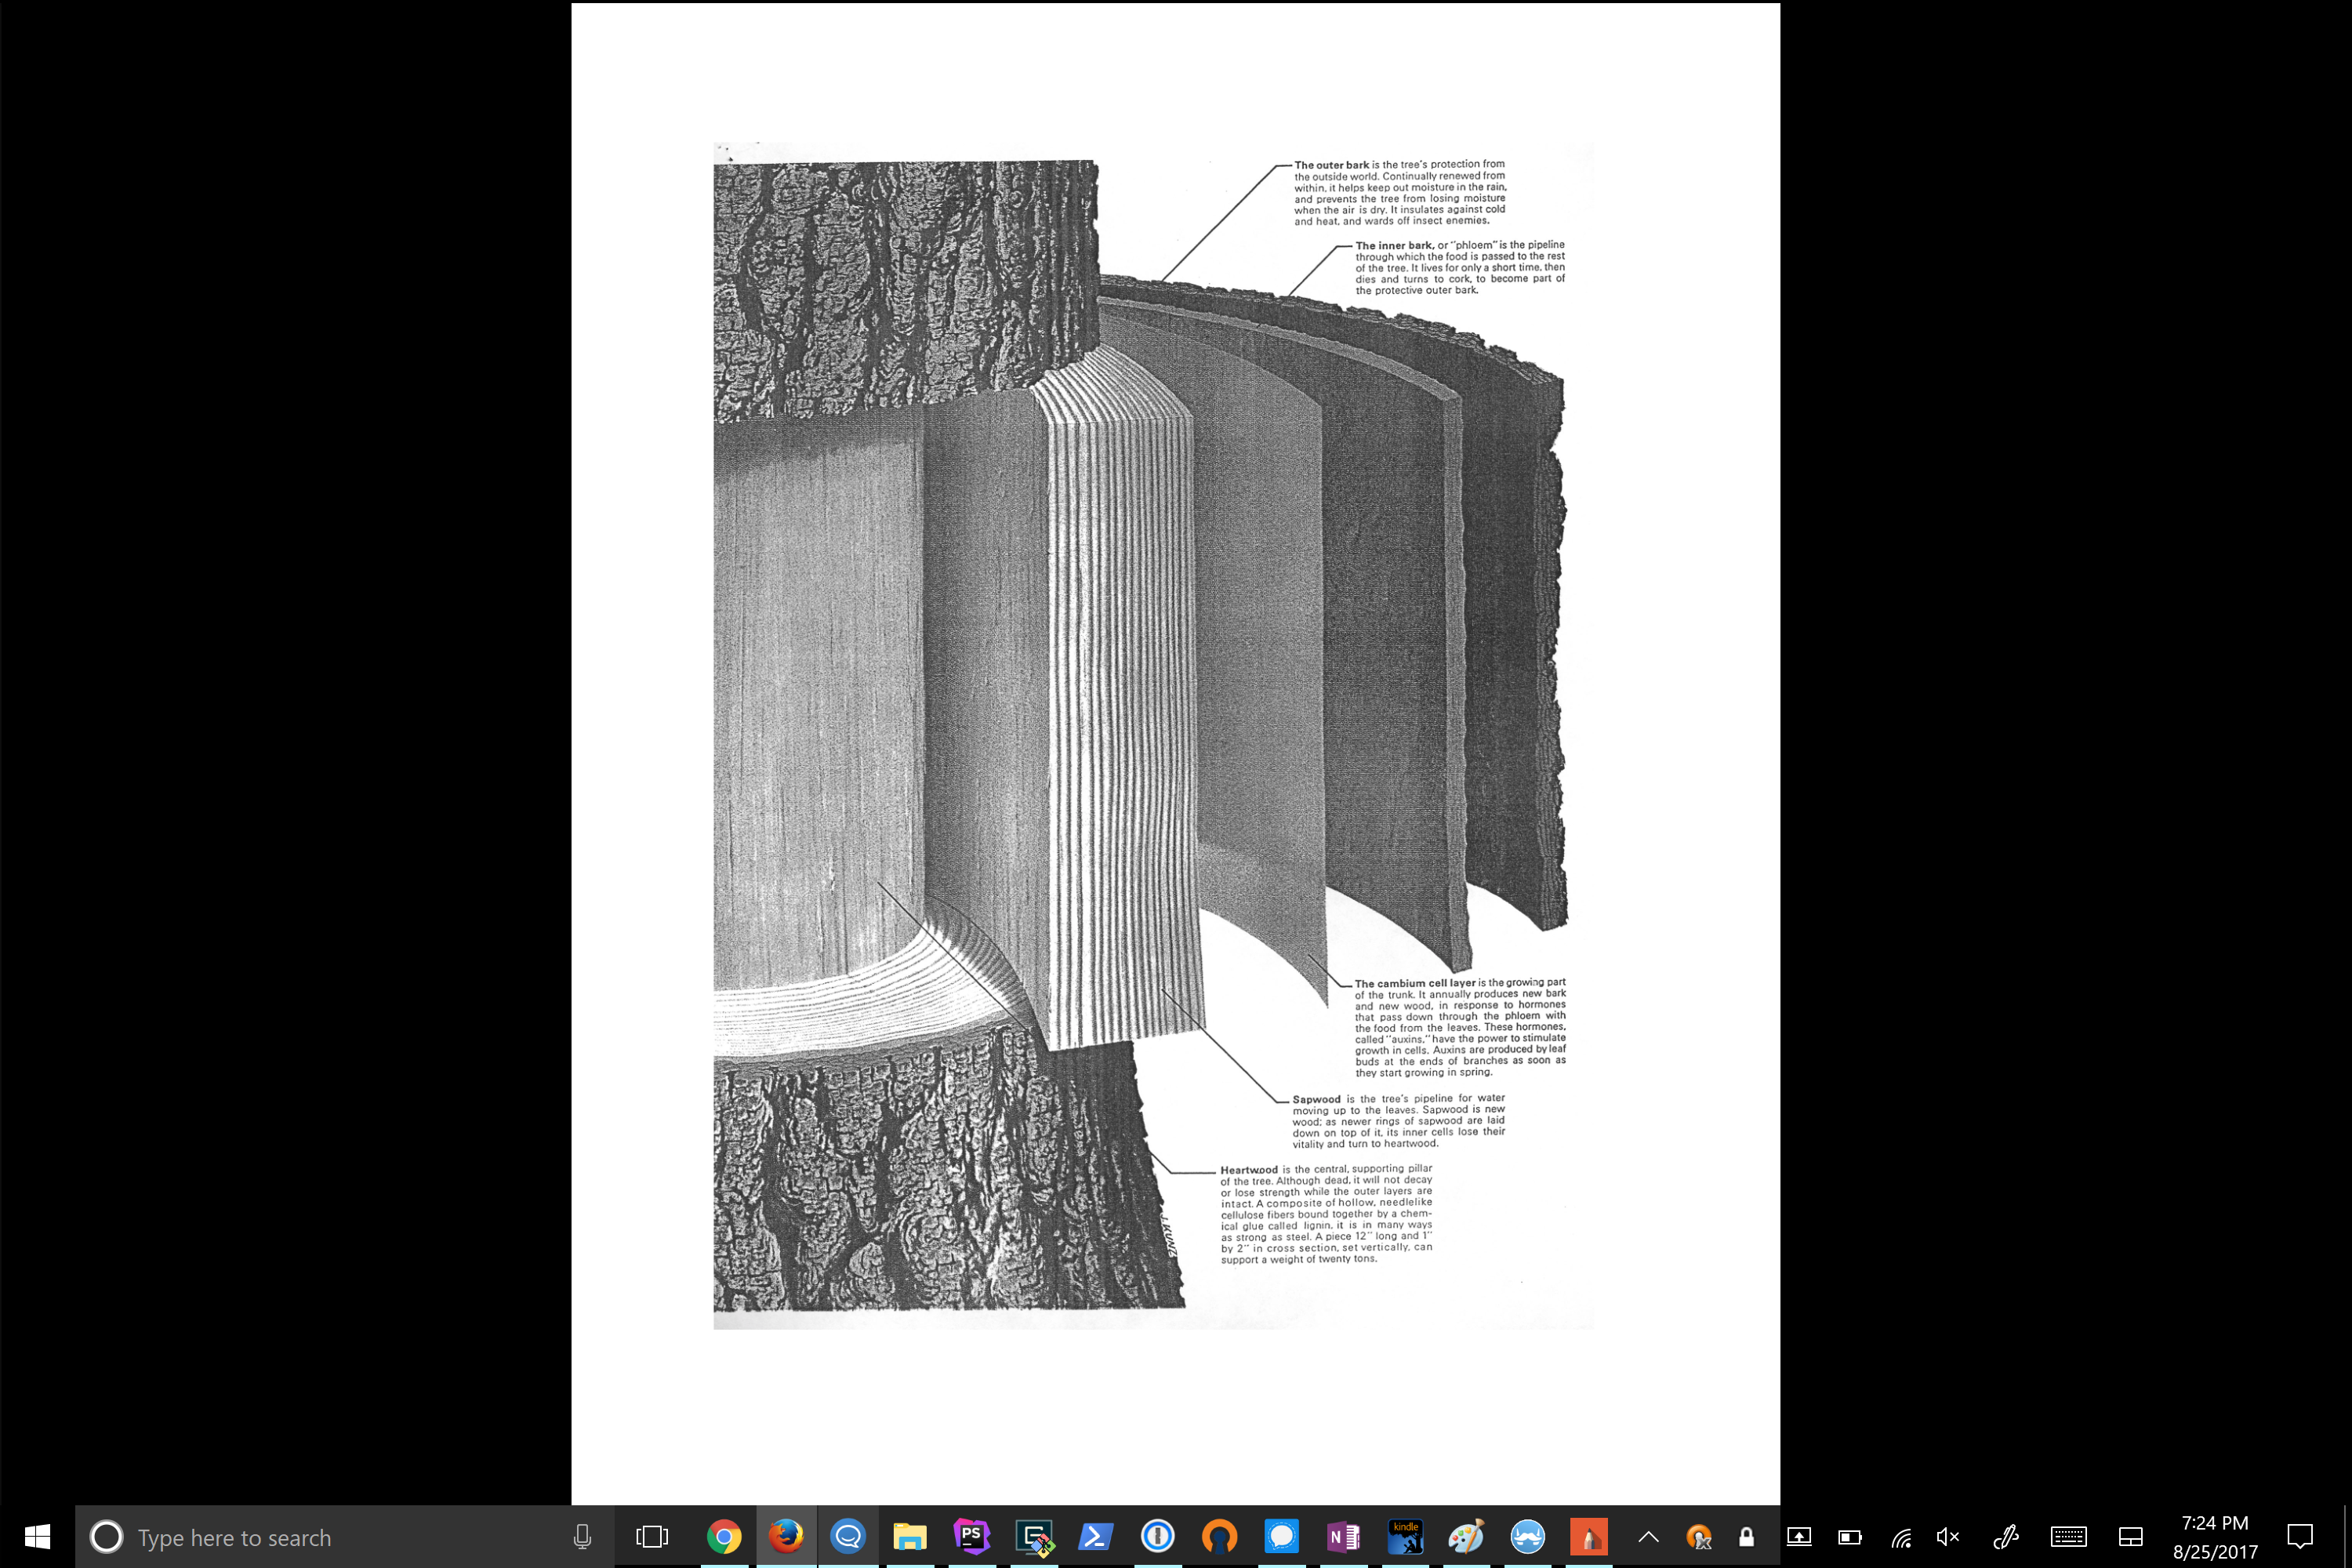 The outer bark is the tree's protection from
the outside world. Continually renewed from
within, it helps keep out moisture in the rain,
and prevents the tree from losing moisture
when the air is dry. It insulates against cold
and heat, and wards off insect enemies.
The inner bark, or "phloem" is the pipeline
through which the food is passed to the rest
of the tree. It lives for only a short time, then
dies and turns to cork, to become part of
the protective outer bark.
The cambium cell layer is the growing part
of the trunk. It annually produces new bark
and new wood, in response to hormones
that pass down through the phloem with
the food from the leaves. These hormones,
called "auxins," have the power to stimulate
growth in cells. Auxins are produced by leaf
buds at the ends of branches as soon as
they start growing in spring.
Sapwood is the tree's pipeline for water
moving up to the leaves. Sapwood is new
wood; as newer rings of sapwood are laid
down on top of it, its inner cells lose their
vitality and turn to heartwood.
Heartwood is the central, supporting pillar
of the tree. Although dead, it will not decay
or lose strength while the outer layers are
intact. A composite of hollow, needlelike
cellulose fibers bound together by a chem-
ical glue called lignin, it is in many ways
as strong as steel. A piece 12" long and 1"
by 2" in cross section, set vertically, can
support a weight of twenty tons.
Type here to search
PS
N
kindle
7:24 PM
8/25/2017